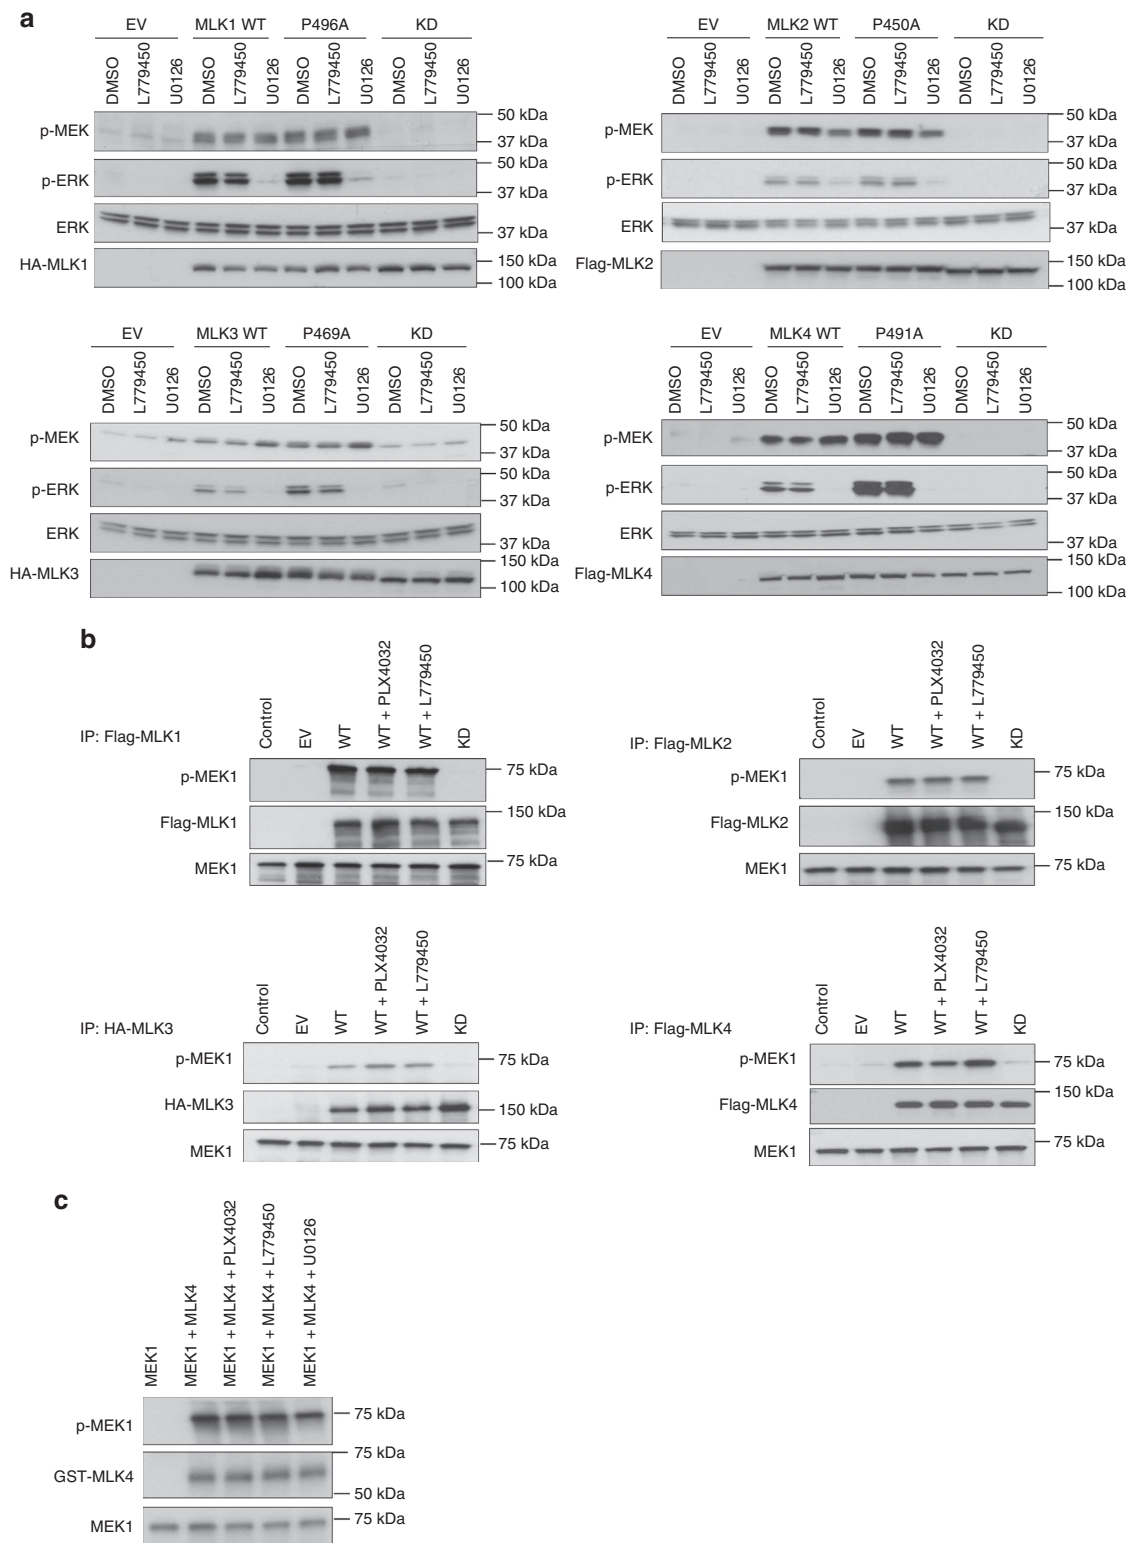 a
EV MLK1 WT P496A KD
DMSO L779450 U0126 DMSO L779450 U0126 DMSO L779450 U0126 DMSO L779450 U0126
p-MEK 50 kDa
37 kDa
p-ERK 50 kDa
37 kDa
ERK 37 kDa
HA-MLK1 150 kDa
100 kDa
EV MLK2 WT P450A KD
DMSO L779450 U0126 DMSO L779450 U0126 DMSO L779450 U0126 DMSO L779450 U0126
p-MEK 50 kDa
37 kDa
p-ERK 50 kDa
37 kDa
ERK 37 kDa
Flag-MLK2 150 kDa
100 kDa
EV MLK3 WT P469A KD
DMSO L779450 U0126 DMSO L779450 U0126 DMSO L779450 U0126 DMSO L779450 U0126
p-MEK 50 kDa
37 kDa
p-ERK 50 kDa
37 kDa
ERK 37 kDa
HA-MLK3 150 kDa
100 kDa
EV MLK4 WT P491A KD
DMSO L779450 U0126 DMSO L779450 U0126 DMSO L779450 U0126 DMSO L779450 U0126
p-MEK 50 kDa
37 kDa
p-ERK 50 kDa
37 kDa
ERK 37 kDa
Flag-MLK4 150 kDa
100 kDa
b
IP: Flag-MLK1 Control EV WT WT + PLX4032 WT + L779450 KD
p-MEK1 75 kDa
Flag-MLK1 150 kDa
MEK1 75 kDa
IP: Flag-MLK2 Control EV WT WT + PLX4032 WT + L779450 KD
p-MEK1 75 kDa
Flag-MLK2 150 kDa
MEK1 75 kDa
IP: HA-MLK3 Control EV WT WT + PLX4032 WT + L779450 KD
p-MEK1 75 kDa
HA-MLK3 150 kDa
MEK1 75 kDa
IP: Flag-MLK4 Control EV WT WT + PLX4032 WT + L779450 KD
p-MEK1 75 kDa
Flag-MLK4 150 kDa
MEK1 75 kDa
c
MEK1 MEK1 + MLK4 MEK1 + MLK4 + PLX4032 MEK1 + MLK4 + L779450 MEK1 + MLK4 + U0126
p-MEK1 75 kDa
GST-MLK4 75 kDa
50 kDa
MEK1 75 kDa